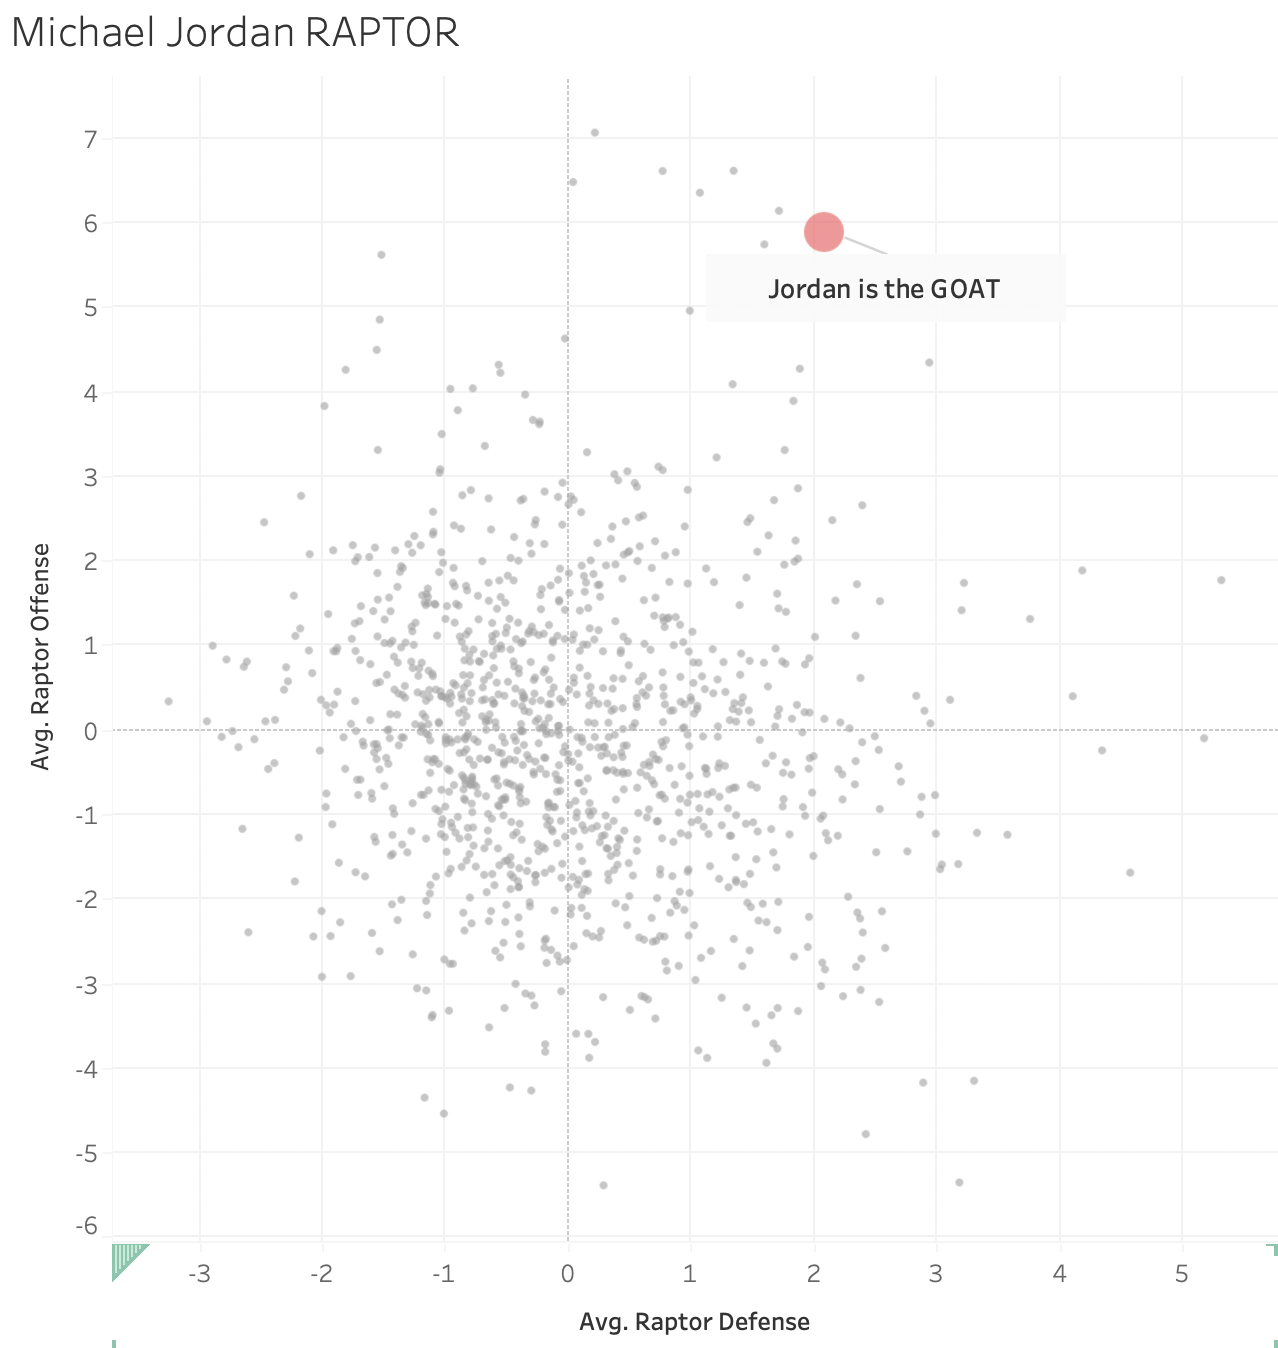 Michael Jordan RAPTOR
7
6
Jordan is the GOAT
5
4
3
2
1
0
-1
-2
-3
-4
-5
-6
Avg. Raptor Offense
-3 -2 -1 0 1 2 3 4 5
Avg. Raptor Defense